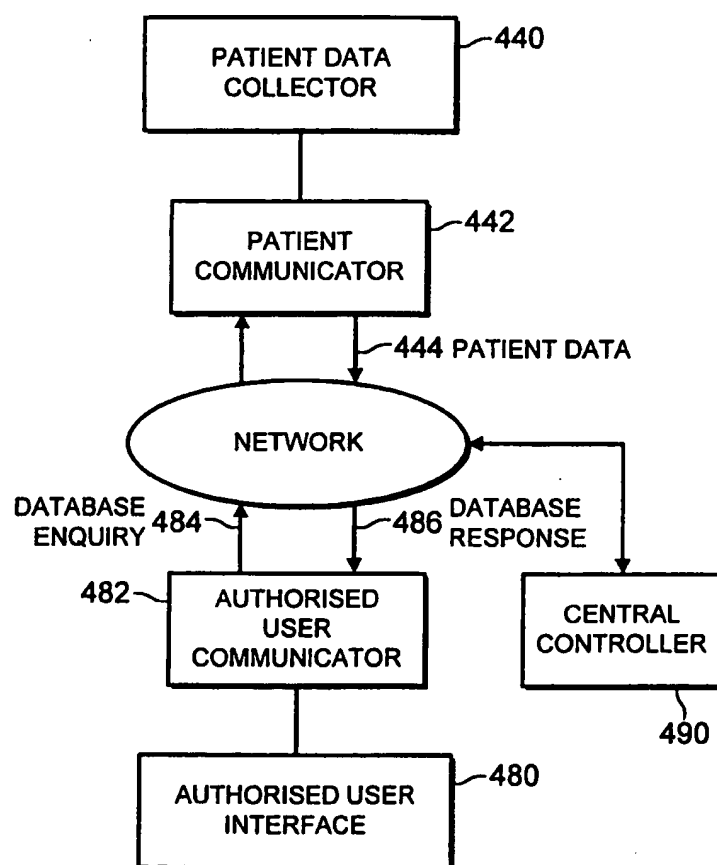 PATIENT DATA
COLLECTOR
440
PATIENT
COMMUNICATOR
442
444 PATIENT DATA
NETWORK
DATABASE
ENQUIRY
484
486
DATABASE
RESPONSE
482
AUTHORISED
USER
COMMUNICATOR
CENTRAL
CONTROLLER
490
AUTHORISED USER
INTERFACE
480